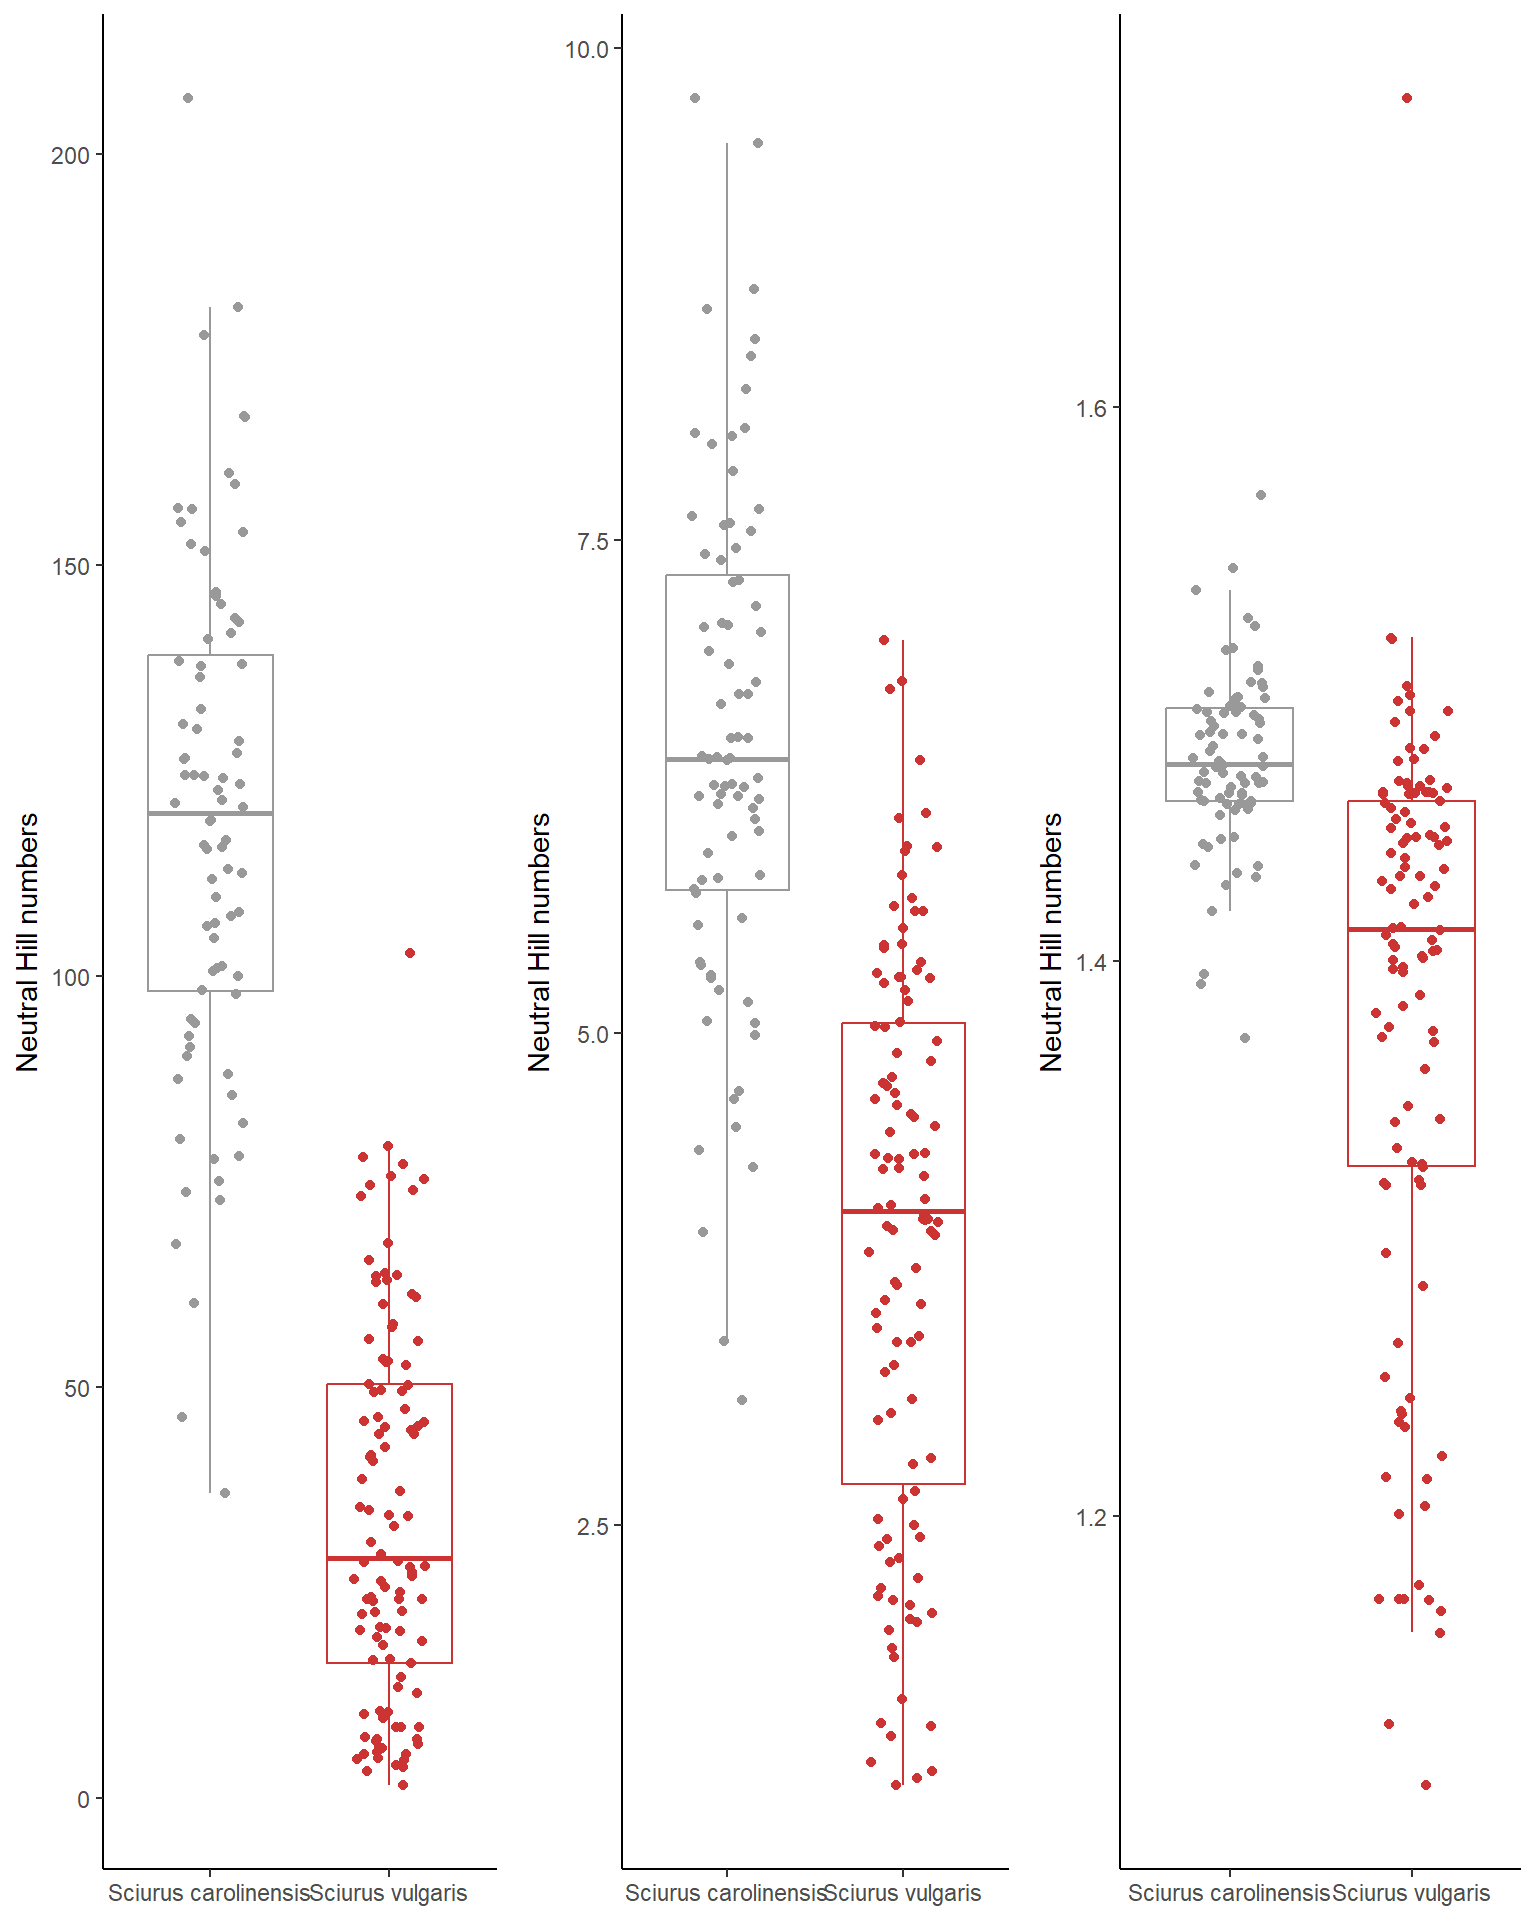 Neutral Hill numbers
200
150
100
50
0
Sciurus carolinensis
Sciurus vulgaris
Neutral Hill numbers
10.0
7.5
5.0
2.5
Sciurus carolinensis
Sciurus vulgaris
Neutral Hill numbers
1.6
1.4
1.2
Sciurus carolinensis
Sciurus vulgaris